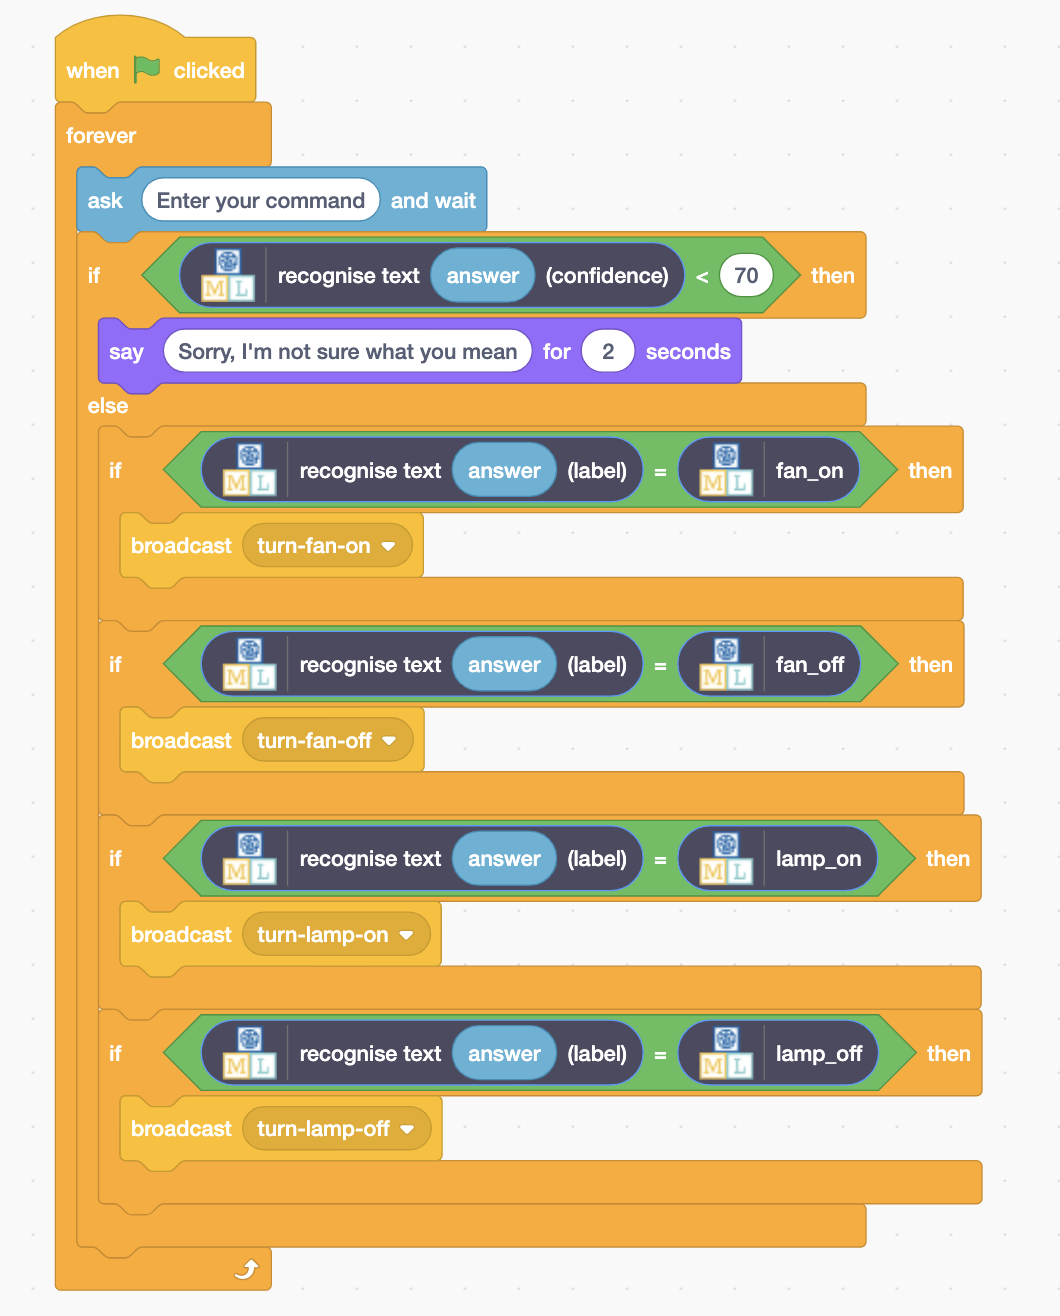 when clicked
forever
ask Enter your command and wait
if ML recognise text answer (confidence) < 70 then
say Sorry, I'm not sure what you mean for 2 seconds
else
if ML recognise text answer (label) = ML fan_on then
broadcast turn-fan-on
if ML recognise text answer (label) = ML fan_off then
broadcast turn-fan-off
if ML recognise text answer (label) = ML lamp_on then
broadcast turn-lamp-on
if ML recognise text answer (label) = ML lamp_off then
broadcast turn-lamp-off